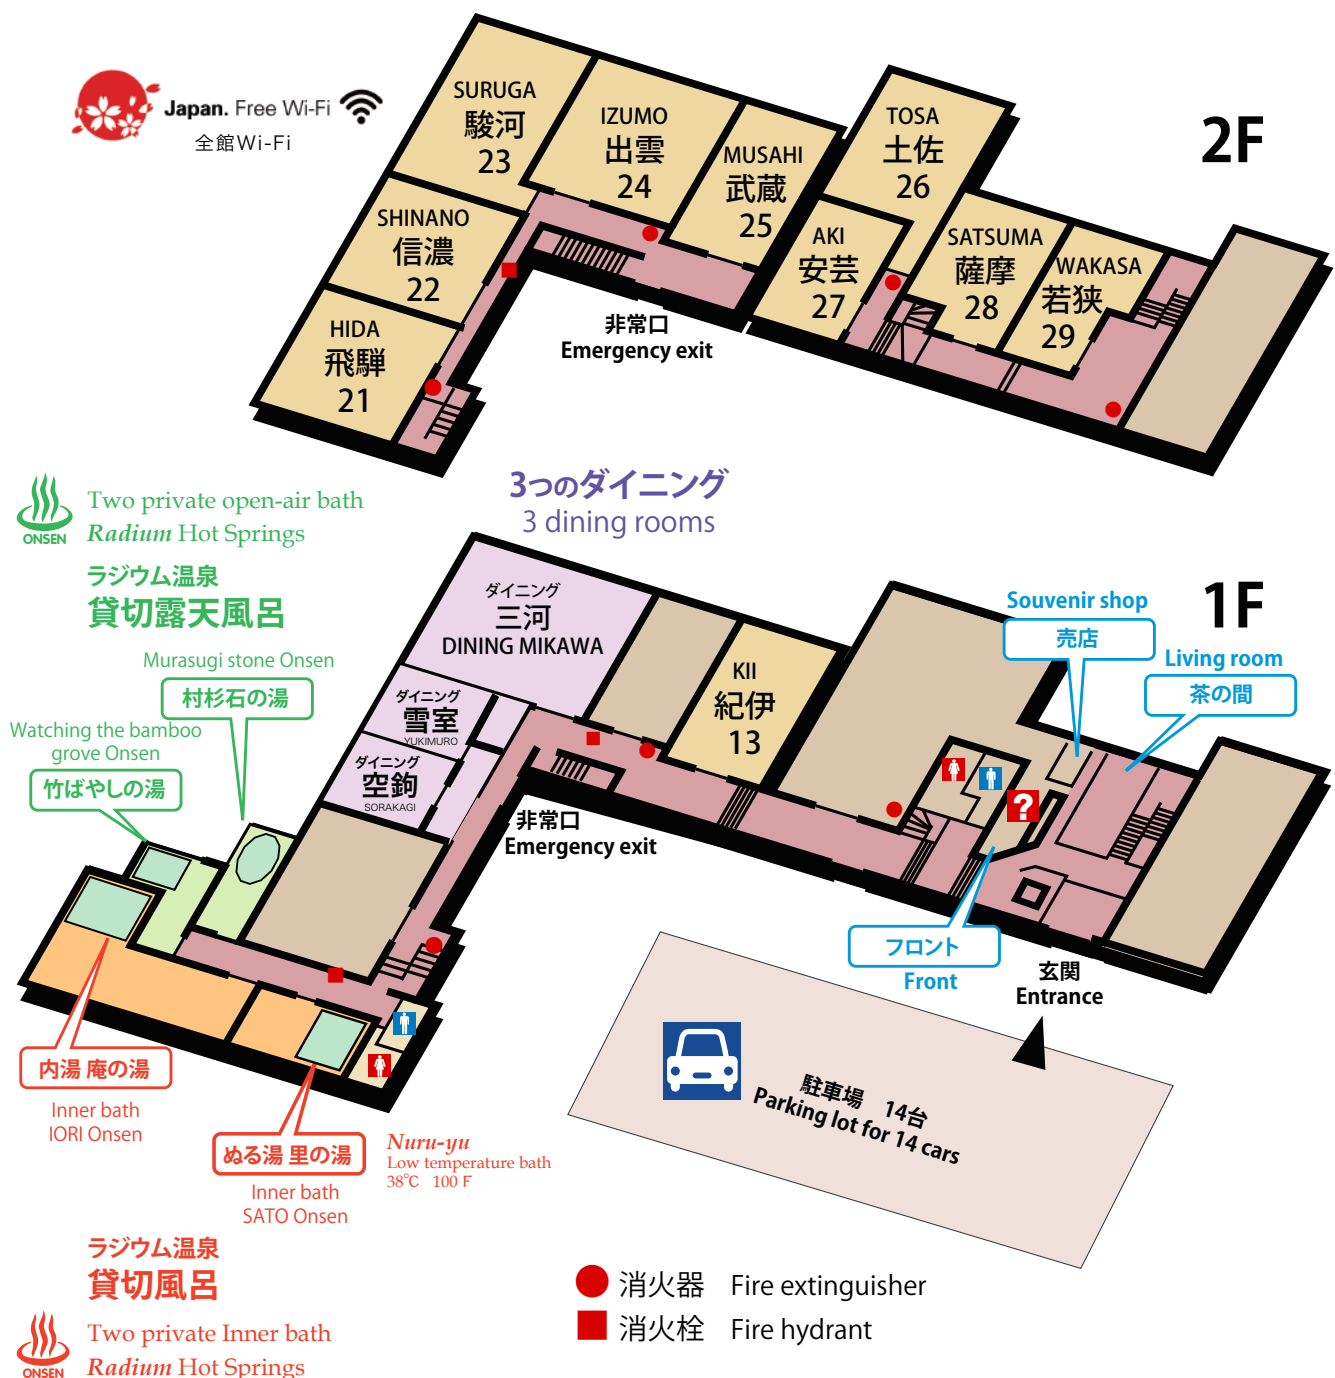 Japan. Free Wi-Fi
全館Wi-Fi
2F
SURUGA
駿河
23
IZUMO
出雲
24
MUSAHI
武蔵
25
TOSA
土佐
26
SHINANO
信濃
22
AKI
安芸
27
SATSUMA
薩摩
28
WAKASA
若狭
29
HIDA
飛騨
21
非常口
Emergency exit
3つのダイニング
3 dining rooms
ONSEN
Two private open-air bath
Radium Hot Springs
ラジウム温泉
貸切露天風呂
Murasugi stone Onsen
村杉石の湯
Watching the bamboo
grove Onsen
竹ばやしの湯
1F
ダイニング
三河
DINING MIKAWA
ダイニング
雪室
YUKIMURO
ダイニング
空鉤
SORAKAGI
KII
紀伊
13
Souvenir shop
売店
Living room
茶の間
?
非常口
Emergency exit
フロント
Front
玄関
Entrance
駐車場 14台
Parking lot for 14 cars
内湯 庵の湯
Inner bath
IORI Onsen
ぬる湯 里の湯
Inner bath
SATO Onsen
Nuru-yu
Low temperature bath
38℃ 100 F
ラジウム温泉
貸切風呂
ONSEN
Two private Inner bath
Radium Hot Springs
消火器 Fire extinguisher
消火栓 Fire hydrant